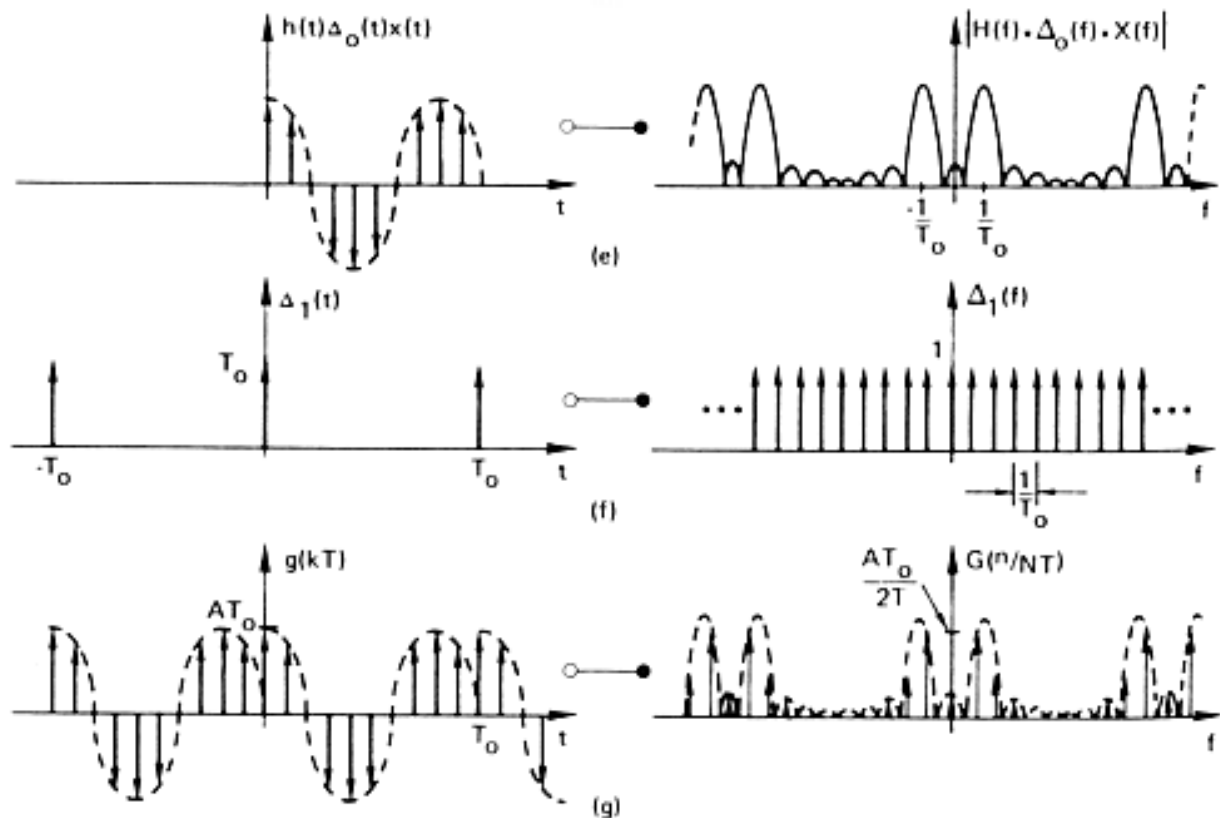 h(t)Δo(t)x(t)
|H(f)·Δo(f)·X(f)|
t
-1/To
1/To
f
(e)
Δ1(t)
Δ1(f)
To
1
-To
To
t
1/To
f
(f)
g(kT)
G(n/NT)
ATo
ATo/2T
To
t
f
(g)